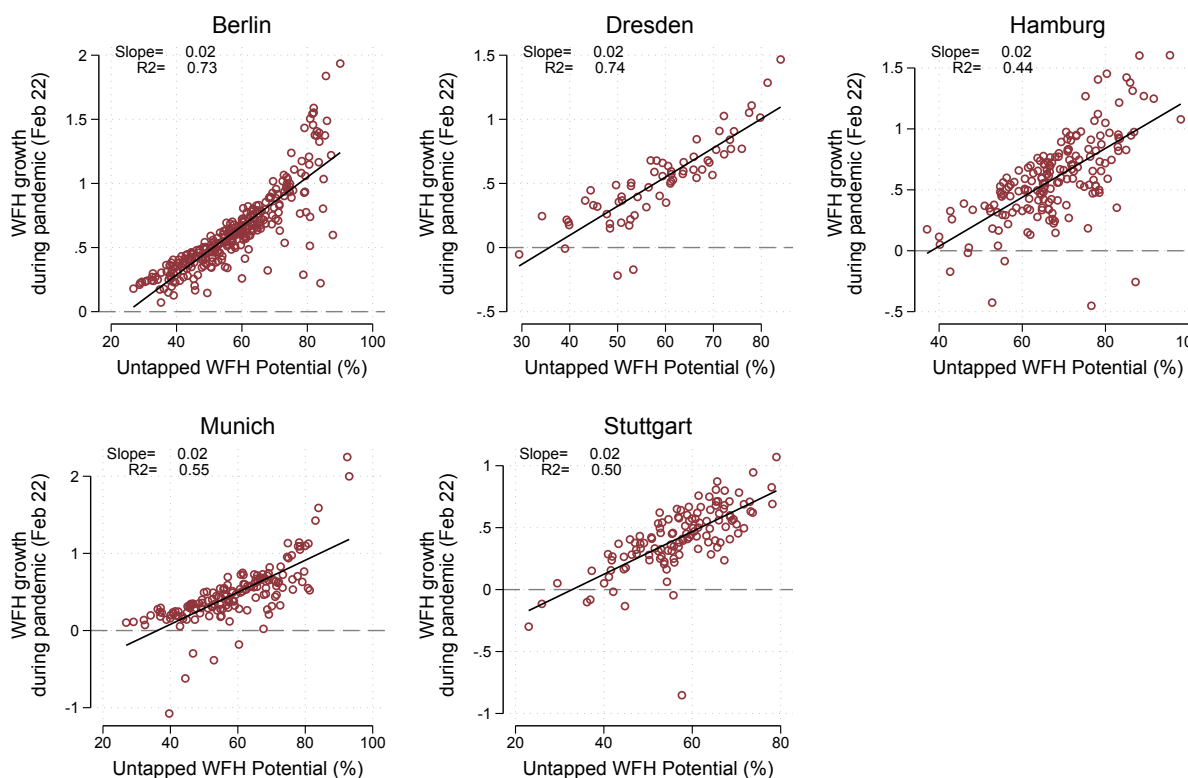 Berlin
Slope= 0.02
R2= 0.73
WFH growth
during pandemic (Feb 22)
2
1.5
1
.5
0
20 40 60 80 100
Untapped WFH Potential (%)
Dresden
Slope= 0.02
R2= 0.74
WFH growth
during pandemic (Feb 22)
1.5
1
.5
0
-.5
30 40 50 60 70 80
Untapped WFH Potential (%)
Hamburg
Slope= 0.02
R2= 0.44
WFH growth
during pandemic (Feb 22)
1.5
1
.5
0
-.5
40 60 80 100
Untapped WFH Potential (%)
Munich
Slope= 0.02
R2= 0.55
WFH growth
during pandemic (Feb 22)
2
1
0
-1
20 40 60 80 100
Untapped WFH Potential (%)
Stuttgart
Slope= 0.02
R2= 0.50
WFH growth
during pandemic (Feb 22)
1
.5
0
-.5
-1
20 40 60 80
Untapped WFH Potential (%)